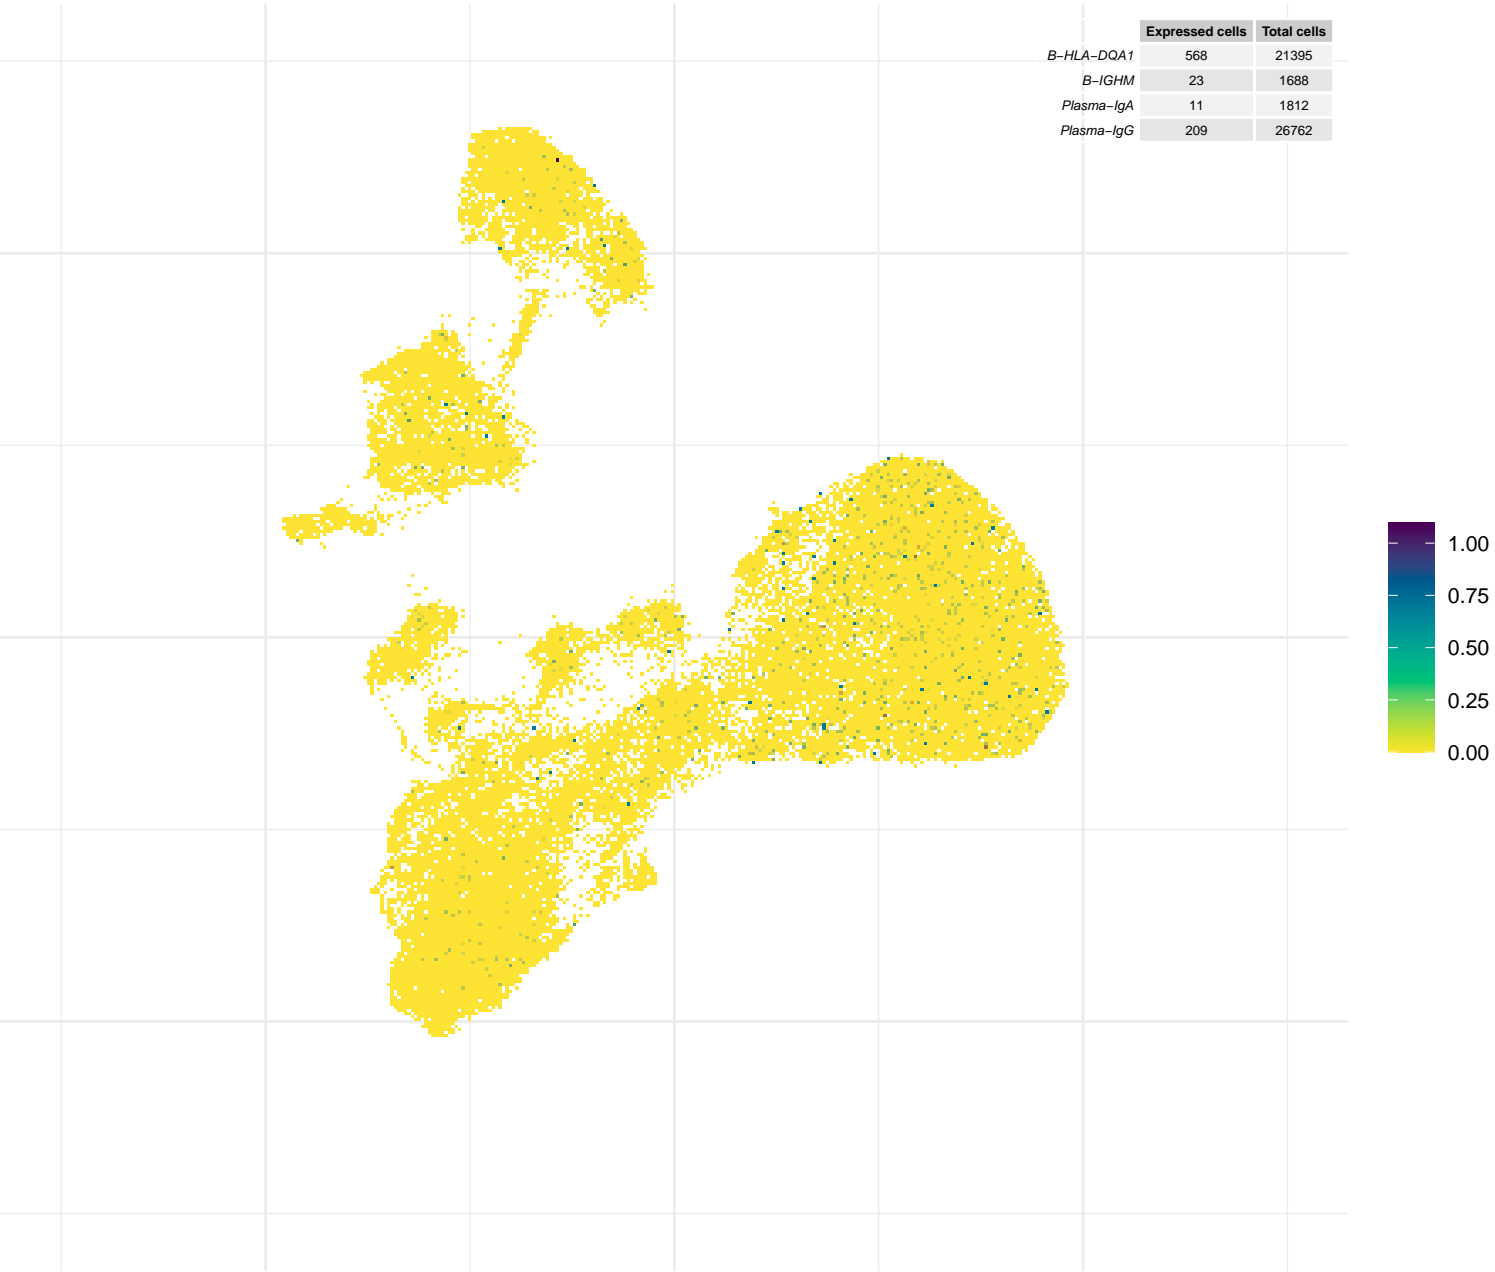 Expressed cells Total cells
B−HLA−DQA1 568 21395
B−IGHM 23 1688
Plasma−IgA 11 1812
Plasma−IgG 209 26762
1.00
0.75
0.50
0.25
0.00